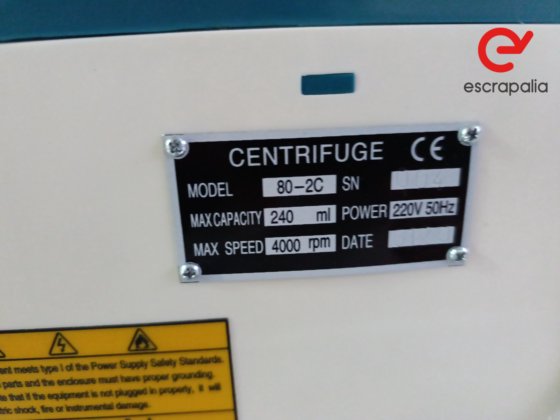 escrapalia
CENTRIFUGE CE
MODEL 80-2C SN
MAX CAPACITY 240 ml POWER 220V 50Hz
MAX SPEED 4000 rpm DATE
ent meets type I of the Power Supply Safety Standards.
parts and the enclosure must have proper grounding.
te that if the equipment is not plugged in properly, it will
tric shock, fire or instrumental damage.